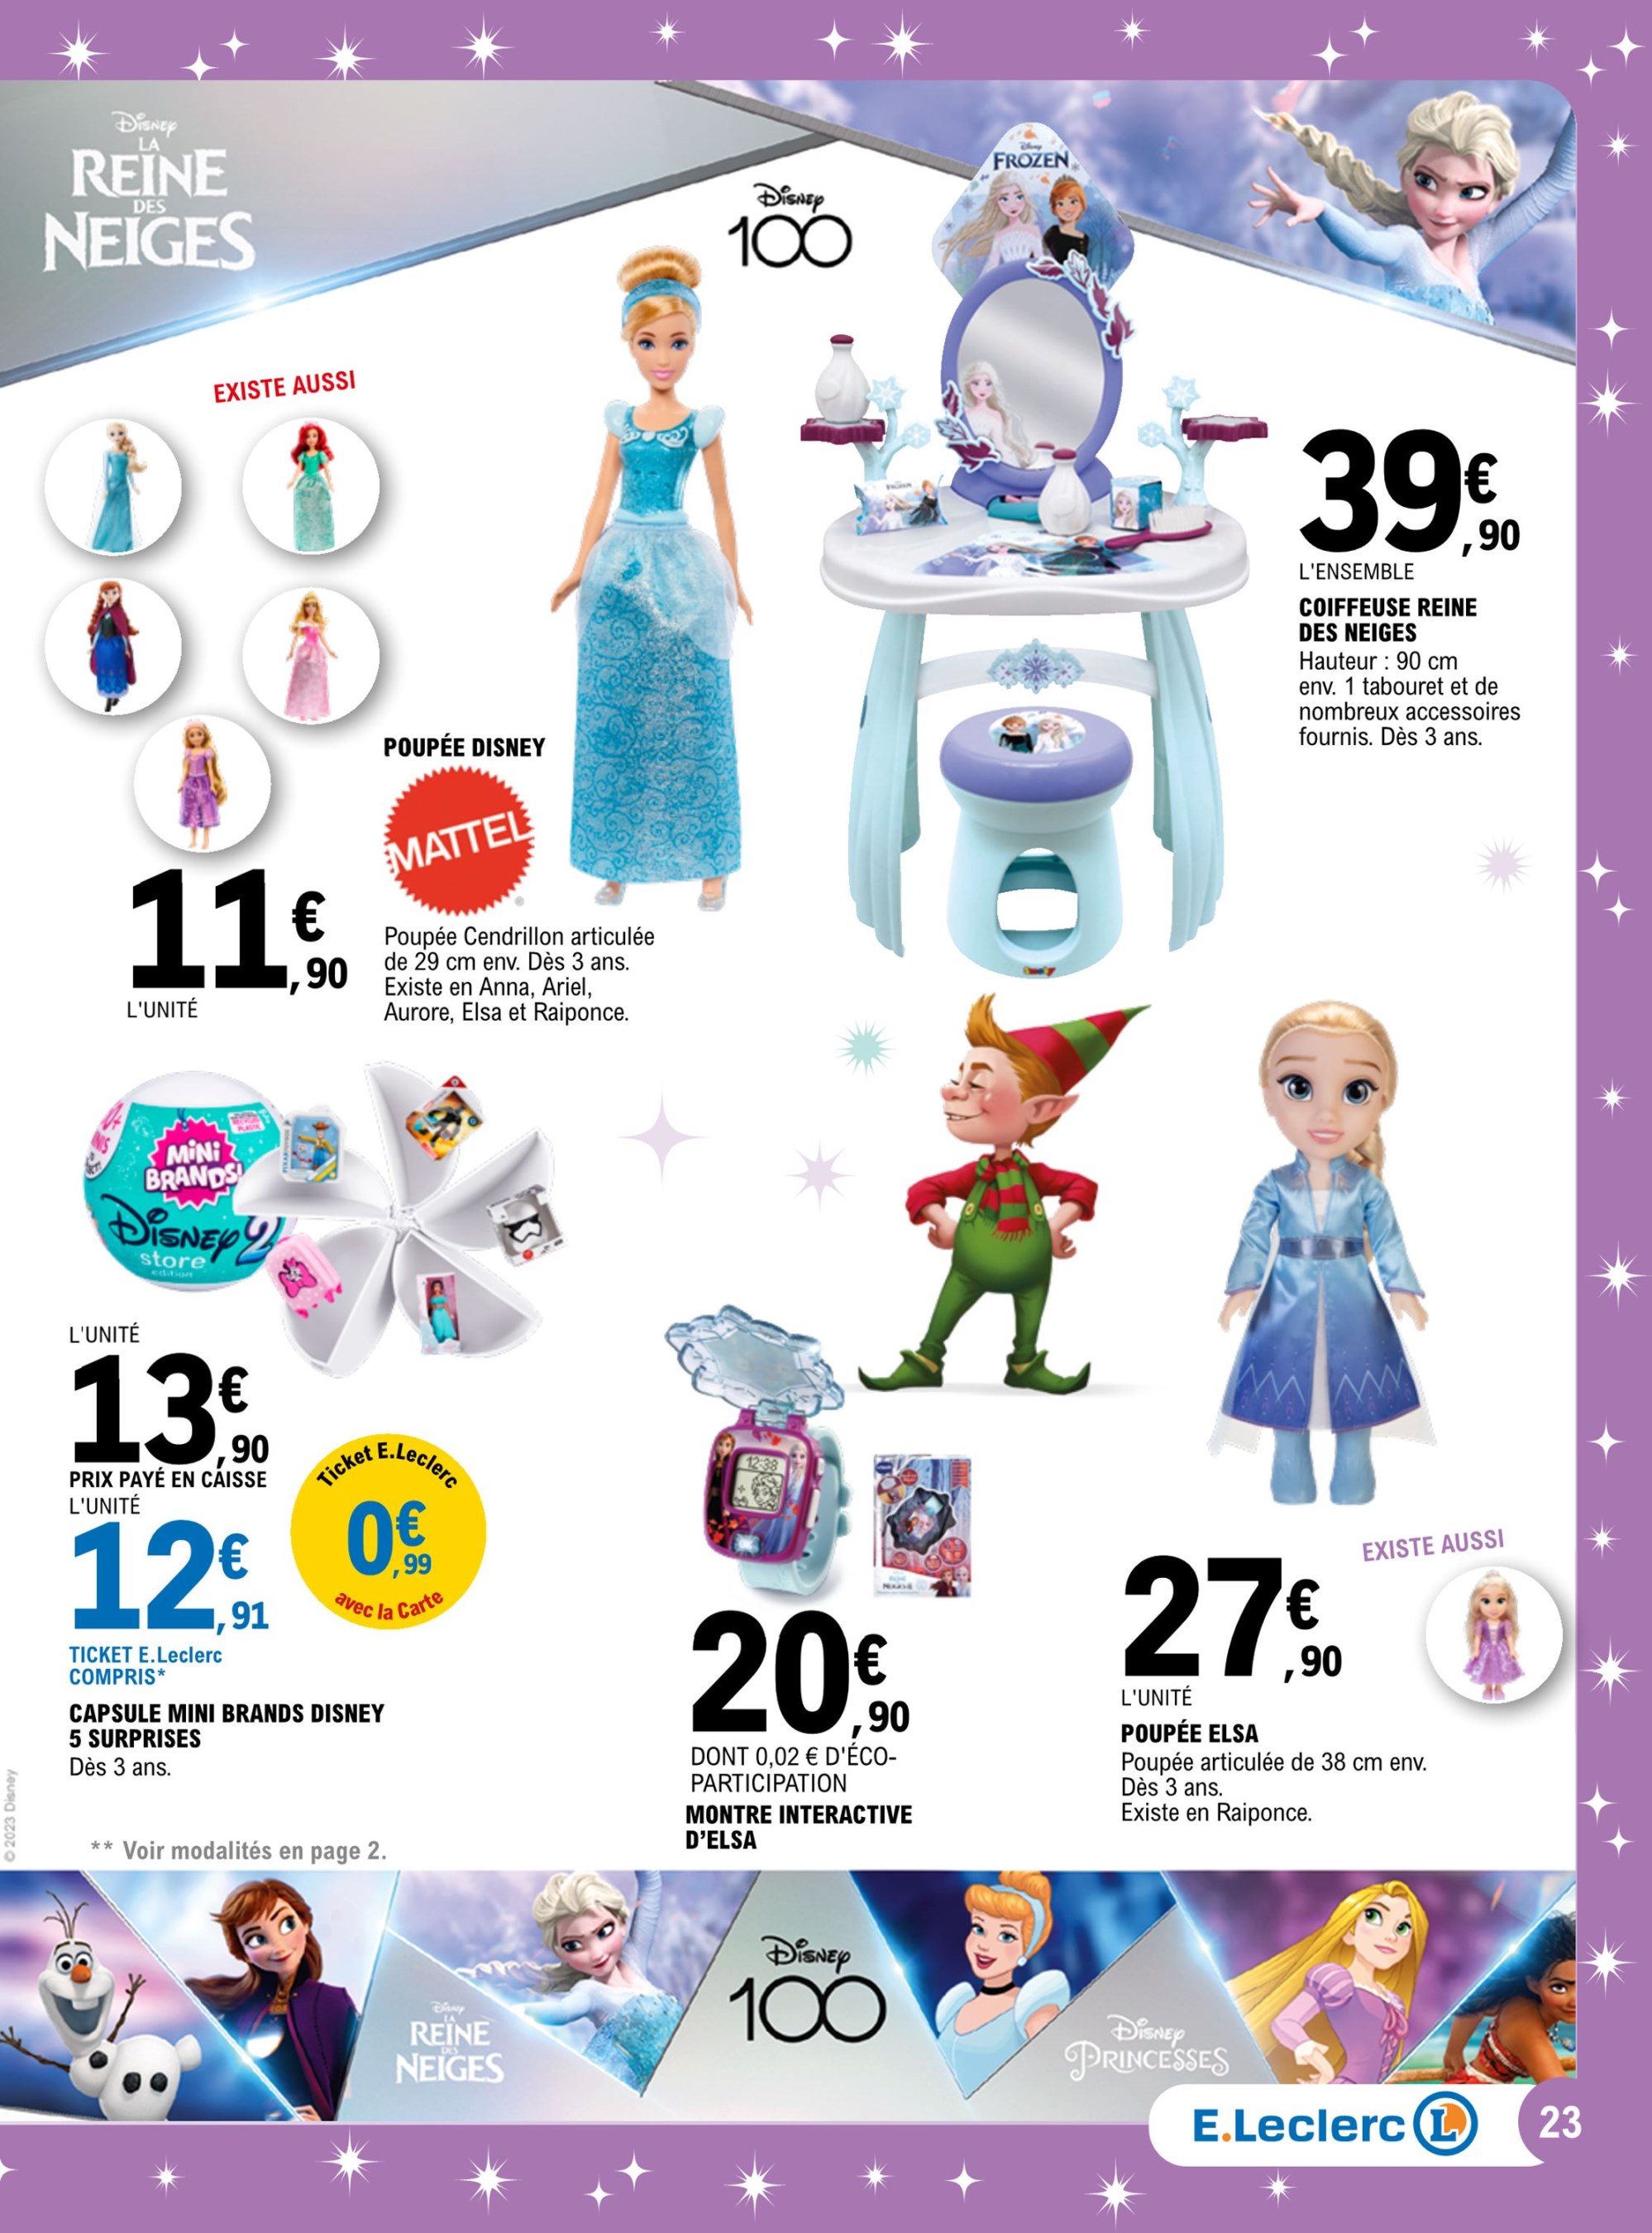 Disney
LA
REINE
DES
NEIGES
Disney
100
Disney
FROZEN
EXISTE AUSSI
39€
,90
L'ENSEMBLE
COIFFEUSE REINE
DES NEIGES
Hauteur : 90 cm
env. 1 tabouret et de
nombreux accessoires
fournis. Dès 3 ans.
POUPÉE DISNEY
MATTEL
11€
,90
L'UNITÉ
Poupée Cendrillon articulée
de 29 cm env. Dès 3 ans.
Existe en Anna, Ariel,
Aurore, Elsa et Raiponce.
MINI
BRANDS!
Disney 2
store
edition
L'UNITÉ
13€
,90
PRIX PAYÉ EN CAISSE
L'UNITÉ
12€
,91
TICKET E.Leclerc
COMPRIS*
Ticket E.Leclerc
0€
,99
avec la Carte
CAPSULE MINI BRANDS DISNEY
5 SURPRISES
Dès 3 ans.
12:38
20€
,90
DONT 0,02 € D'ÉCO-
PARTICIPATION
MONTRE INTERACTIVE
D'ELSA
EXISTE AUSSI
27€
,90
L'UNITÉ
POUPÉE ELSA
Poupée articulée de 38 cm env.
Dès 3 ans.
Existe en Raiponce.
© 2023 Disney
** Voir modalités en page 2.
Disney
LA
REINE
DES
NEIGES
Disney
100
Disney
PRINCESSES
E.Leclerc L
23